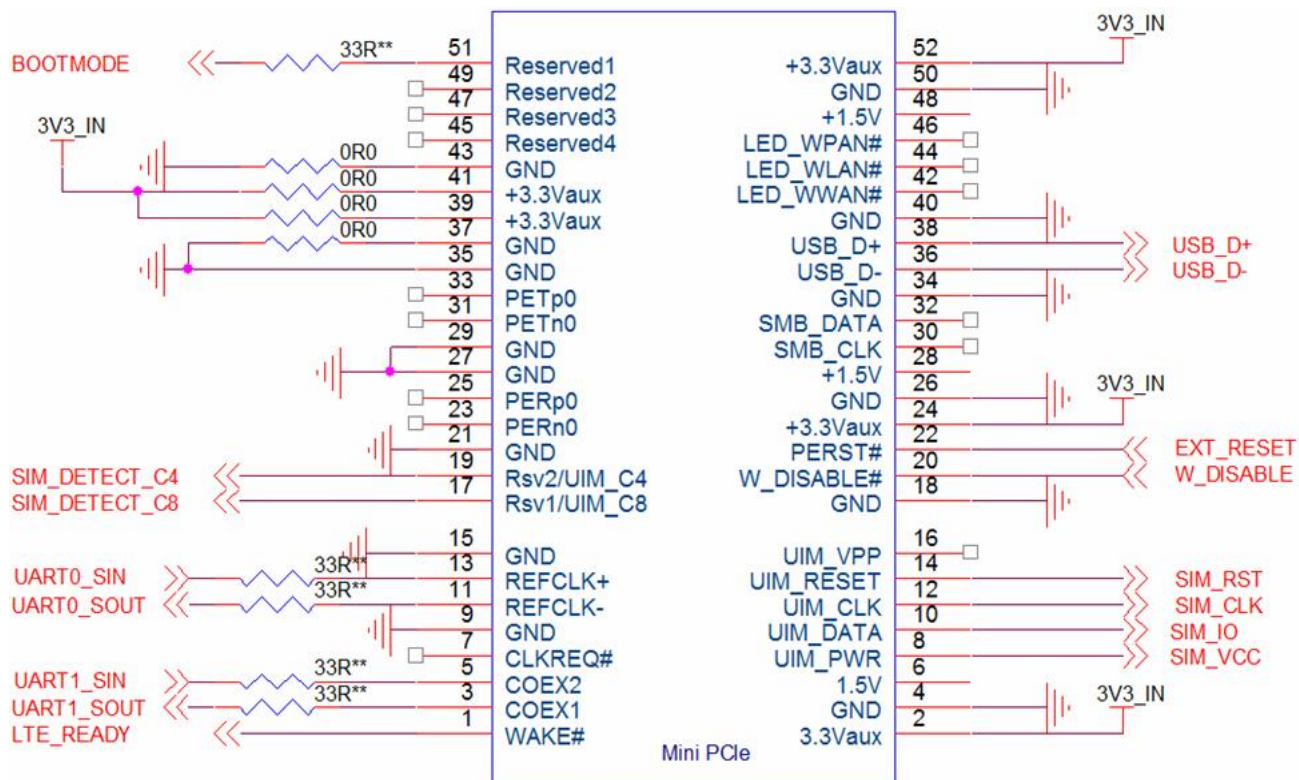 BOOTMODE 33R** 51 Reserved1
49 Reserved2
47 Reserved3
3V3_IN 45 Reserved4
0R0 43 GND
0R0 41 +3.3Vaux
0R0 39 +3.3Vaux
0R0 37 GND
35 GND
33 PETp0
31 PETn0
29 GND
27 GND
25 PERp0
23 PERn0
21 GND
SIM_DETECT_C4 19 Rsv2/UIM_C4
SIM_DETECT_C8 17 Rsv1/UIM_C8
15 GND
UART0_SIN 33R** 13 REFCLK+
UART0_SOUT 33R** 11 REFCLK-
9 GND
7 CLKREQ#
UART1_SIN 33R** 5 COEX2
UART1_SOUT 33R** 3 COEX1
LTE_READY 1 WAKE#
3V3_IN
+3.3Vaux 52
GND 50
+1.5V 48
LED_WPAN# 46
LED_WLAN# 44
LED_WWAN# 42
GND 40
USB_D+ 38 USB_D+
USB_D- 36 USB_D-
GND 34
SMB_DATA 32
SMB_CLK 30
+1.5V 28
GND 26
+3.3Vaux 24 3V3_IN
PERST# 22 EXT_RESET
W_DISABLE# 20 W_DISABLE
GND 18
UIM_VPP 16
UIM_RESET 14 SIM_RST
UIM_CLK 12 SIM_CLK
UIM_DATA 10 SIM_IO
UIM_PWR 8 SIM_VCC
1.5V 6
GND 4
3.3Vaux 2 3V3_IN
Mini PCIe